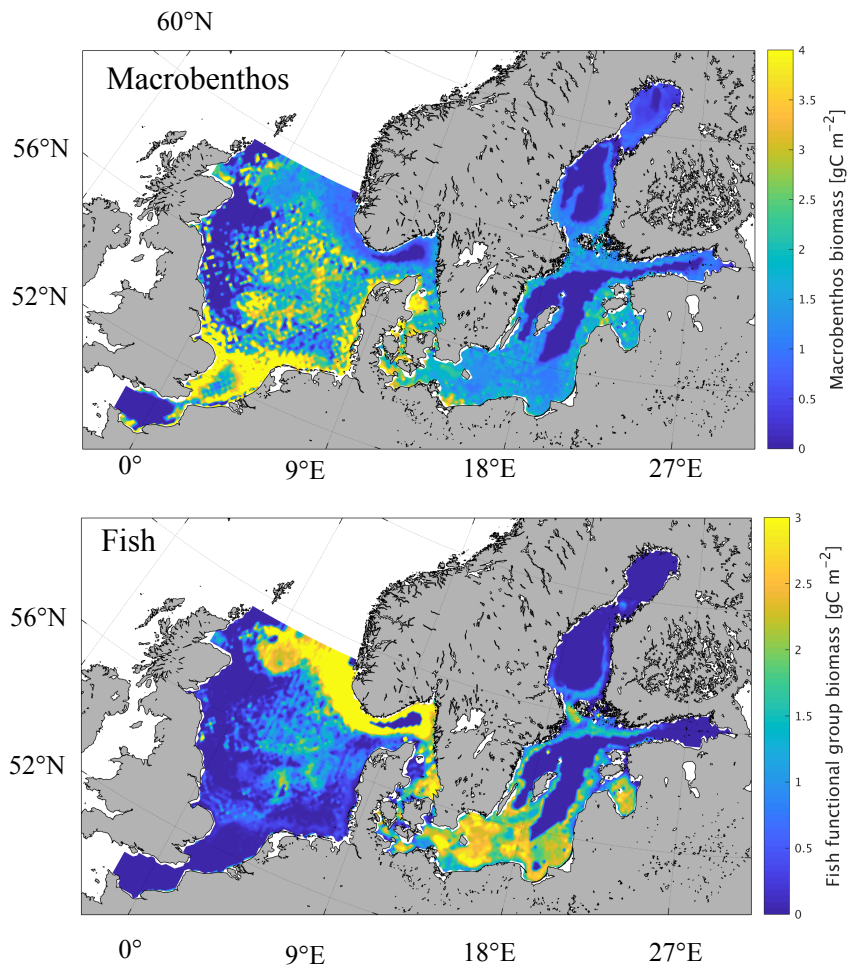 60°N
Macrobenthos
56°N
52°N
0°
9°E
18°E
27°E
4
3.5
3
2.5
2
1.5
1
0.5
0
Macrobenthos biomass [gC m-2]
Fish
56°N
52°N
0°
9°E
18°E
27°E
3
2.5
2
1.5
1
0.5
0
Fish functional group biomass [gC m-2]